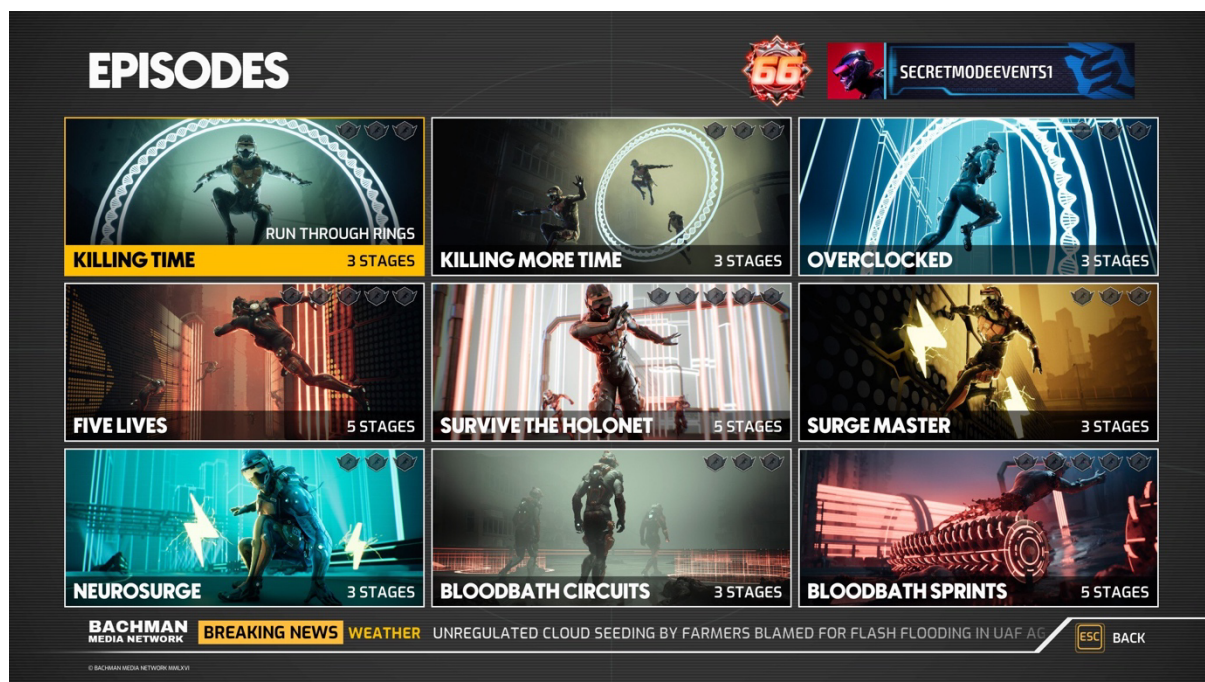 EPISODES
66
SECRETMODEEVENTS1
RUN THROUGH RINGS
KILLING TIME 3 STAGES
KILLING MORE TIME 3 STAGES
OVERCLOCKED 3 STAGES
FIVE LIVES 5 STAGES
SURVIVE THE HOLONET 5 STAGES
SURGE MASTER 3 STAGES
NEUROSURGE 3 STAGES
BLOODBATH CIRCUITS 3 STAGES
BLOODBATH SPRINTS 5 STAGES
BACHMAN
MEDIA NETWORK
BREAKING NEWS WEATHER UNREGULATED CLOUD SEEDING BY FARMERS BLAMED FOR FLASH FLOODING IN UAF AG
ESC BACK
© BACHMAN MEDIA NETWORK MMLXVI